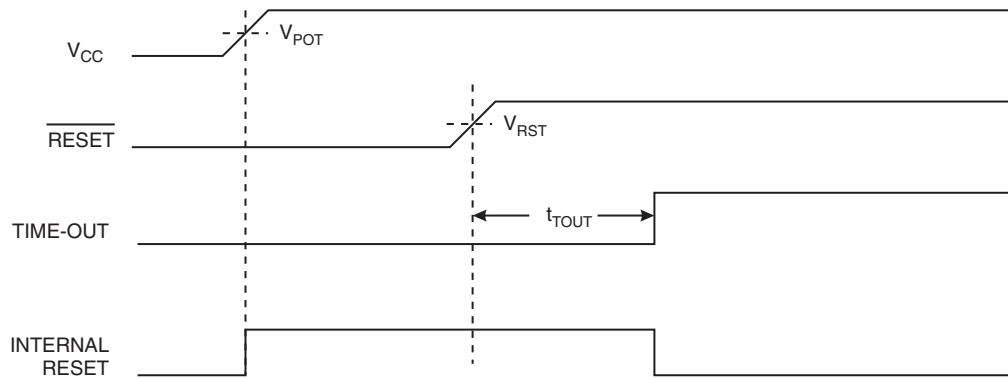 V_CC
V_POT
RESET
V_RST
TIME-OUT
t_TOUT
INTERNAL
RESET